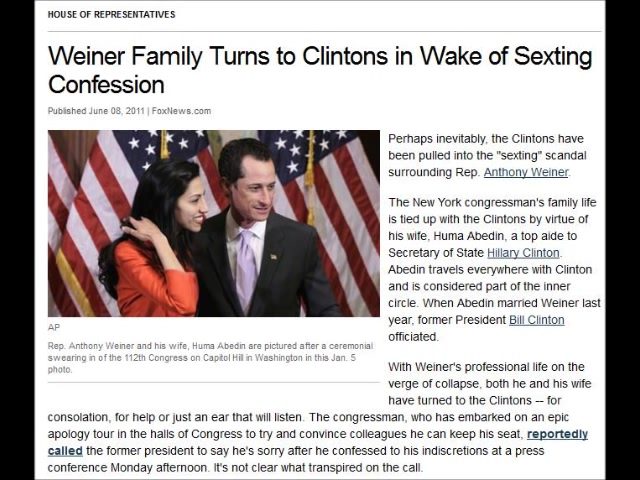 HOUSE OF REPRESENTATIVES
Weiner Family Turns to Clintons in Wake of Sexting
Confession
Published June 08, 2011 | FoxNews.com
Perhaps inevitably, the Clintons have
been pulled into the "sexting" scandal
surrounding Rep. Anthony Weiner.
The New York congressman's family life
is tied up with the Clintons by virtue of
his wife, Huma Abedin, a top aide to
Secretary of State Hillary Clinton.
Abedin travels everywhere with Clinton
and is considered part of the inner
circle. When Abedin married Weiner last
year, former President Bill Clinton
officiated.
AP
Rep. Anthony Weiner and his wife, Huma Abedin are pictured after a ceremonial
swearing in of the 112th Congress on Capitol Hill in Washington in this Jan. 5
photo.
With Weiner's professional life on the
verge of collapse, both he and his wife
have turned to the Clintons -- for
consolation, for help or just an ear that will listen. The congressman, who has embarked on an epic
apology tour in the halls of Congress to try and convince colleagues he can keep his seat, reportedly
called the former president to say he's sorry after he confessed to his indiscretions at a press
conference Monday afternoon. It's not clear what transpired on the call.